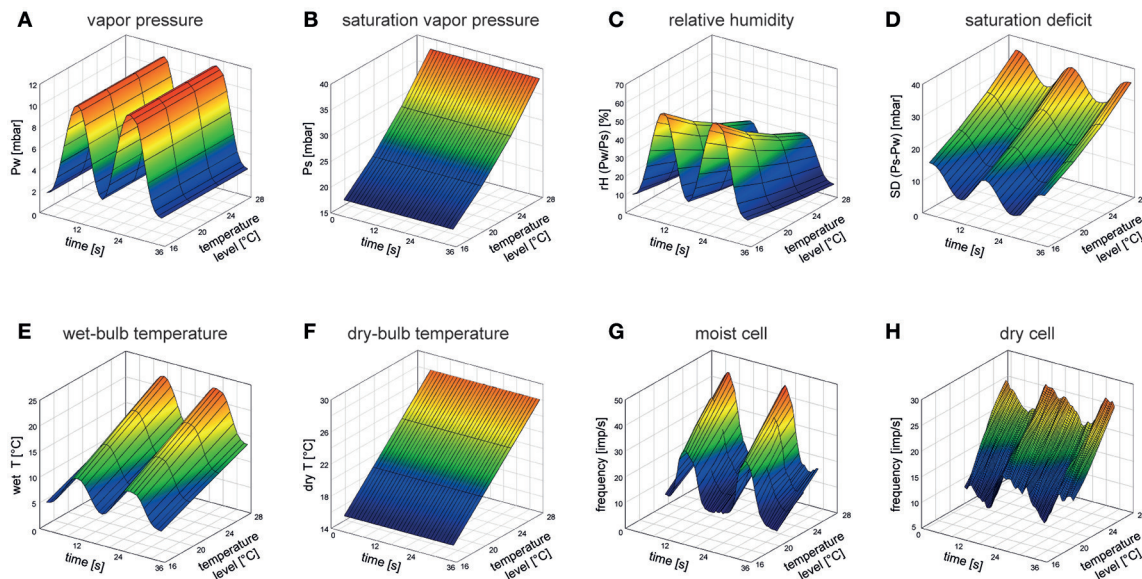 A vapor pressure
Pw [mbar]
12
10
8
6
4
2
0
12
24
36
time [s]
16
20
24
28
temperature
level [°C]
B saturation vapor pressure
Ps [mbar]
40
35
30
25
20
15
0
12
24
36
time [s]
16
20
24
28
temperature
level [°C]
C relative humidity
rH (Pw/Ps) [%]
70
60
50
40
30
20
10
0
12
24
36
time [s]
16
20
24
28
temperature
level [°C]
D saturation deficit
SD (Ps-Pw) [mbar]
40
30
20
10
0
12
24
36
time [s]
16
20
24
temperature
level [°C]
E wet-bulb temperature
wet T [°C]
25
20
15
10
5
0
12
24
36
time [s]
16
20
24
28
temperature
level [°C]
F dry-bulb temperature
dry T [°C]
30
26
22
18
14
0
12
24
36
time [s]
16
20
24
28
temperature
level [°C]
G moist cell
frequency [imp/s]
50
40
30
20
10
0
12
24
36
time [s]
16
20
24
28
temperature
level [°C]
H dry cell
frequency [imp/s]
30
25
20
15
10
5
0
12
24
36
time [s]
16
20
24
temperature
level [°C]